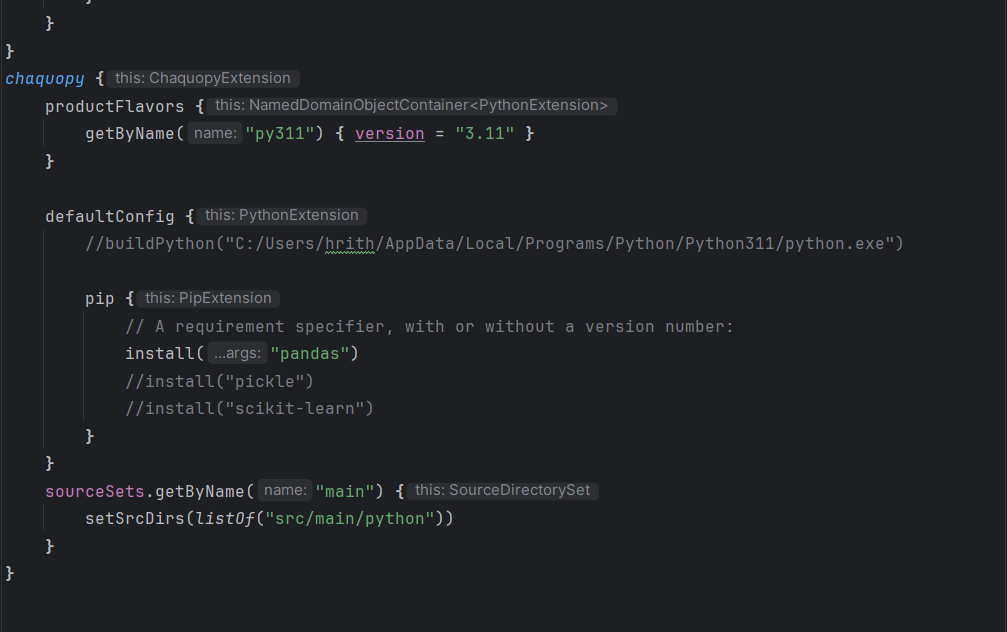 }
}
}
chaquopy { this: ChaquopyExtension
    productFlavors { this: NamedDomainObjectContainer<PythonExtension>
        getByName( name: "py311") { version = "3.11" }
    }

    defaultConfig { this: PythonExtension
        //buildPython("C:/Users/hrith/AppData/Local/Programs/Python/Python311/python.exe")

        pip { this: PipExtension
            // A requirement specifier, with or without a version number:
            install( ...args: "pandas")
            //install("pickle")
            //install("scikit-learn")
        }
    }
    sourceSets.getByName( name: "main") { this: SourceDirectorySet
        setSrcDirs(listOf("src/main/python"))
    }
}